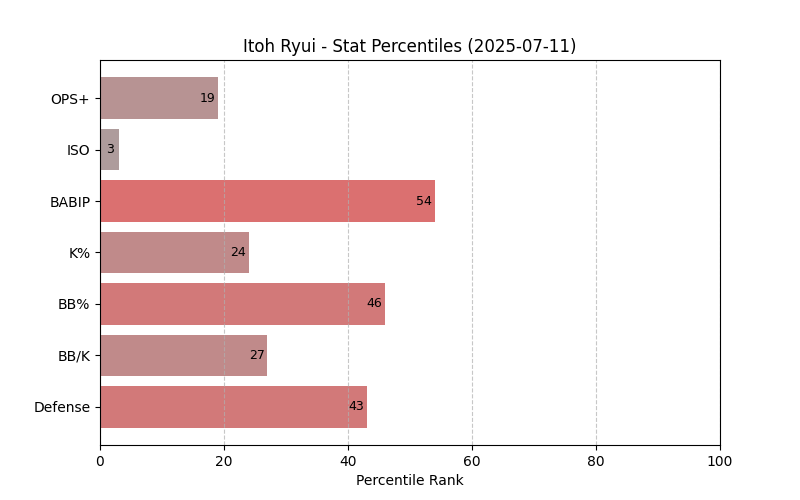 Itoh Ryui - Stat Percentiles (2025-07-11)
OPS+ 19
ISO 3
BABIP 54
K% 24
BB% 46
BB/K 27
Defense 43
0 20 40 60 80 100
Percentile Rank